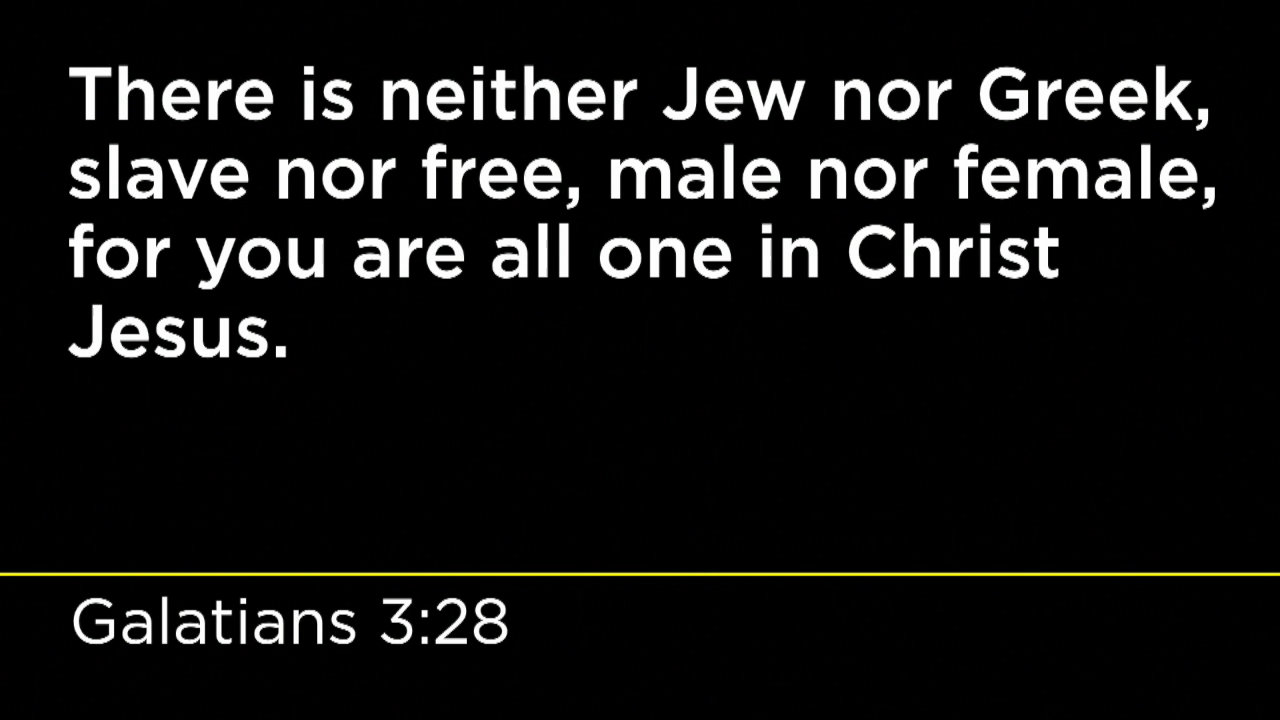 There is neither Jew nor Greek,
slave nor free, male nor female,
for you are all one in Christ
Jesus.
Galatians 3:28